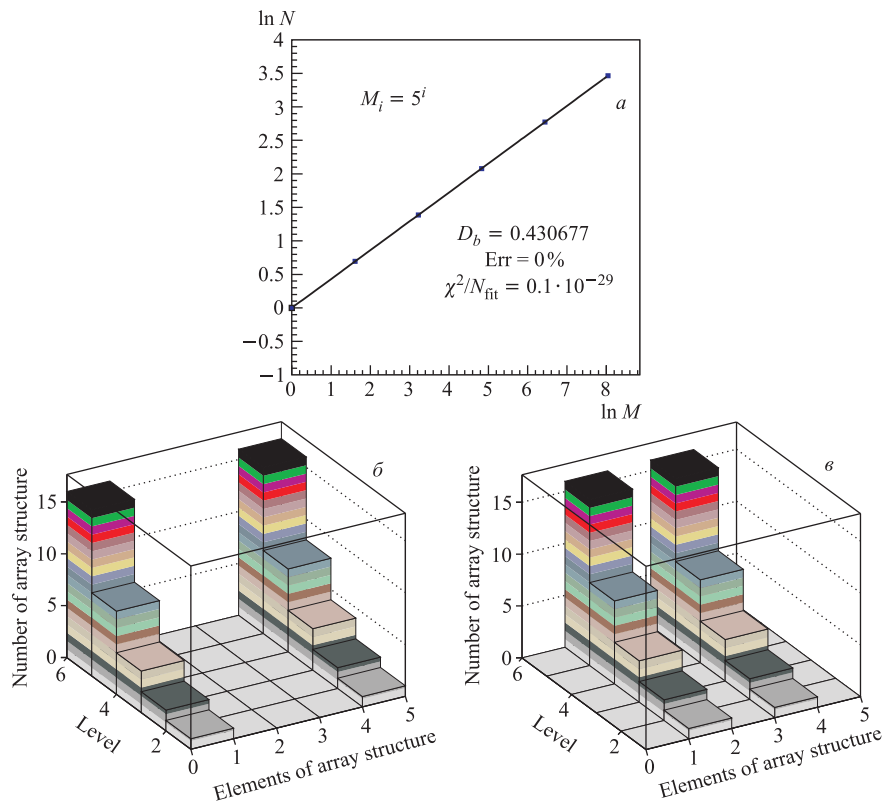 ln N
4
3.5
3
2.5
2
1.5
1
0.5
0
−0.5
−1
M_i = 5^i
a
D_b = 0.430677
Err = 0%
χ²/N_fit = 0.1 · 10⁻²⁹
0 1 2 3 4 5 6 7 8
ln M
б
Number of array structure
15
10
5
0
6
4
2
Level
0 1 2 3 4 5
Elements of array structure
в
Number of array structure
15
10
5
0
6
4
2
Level
0 1 2 3 4 5
Elements of array structure